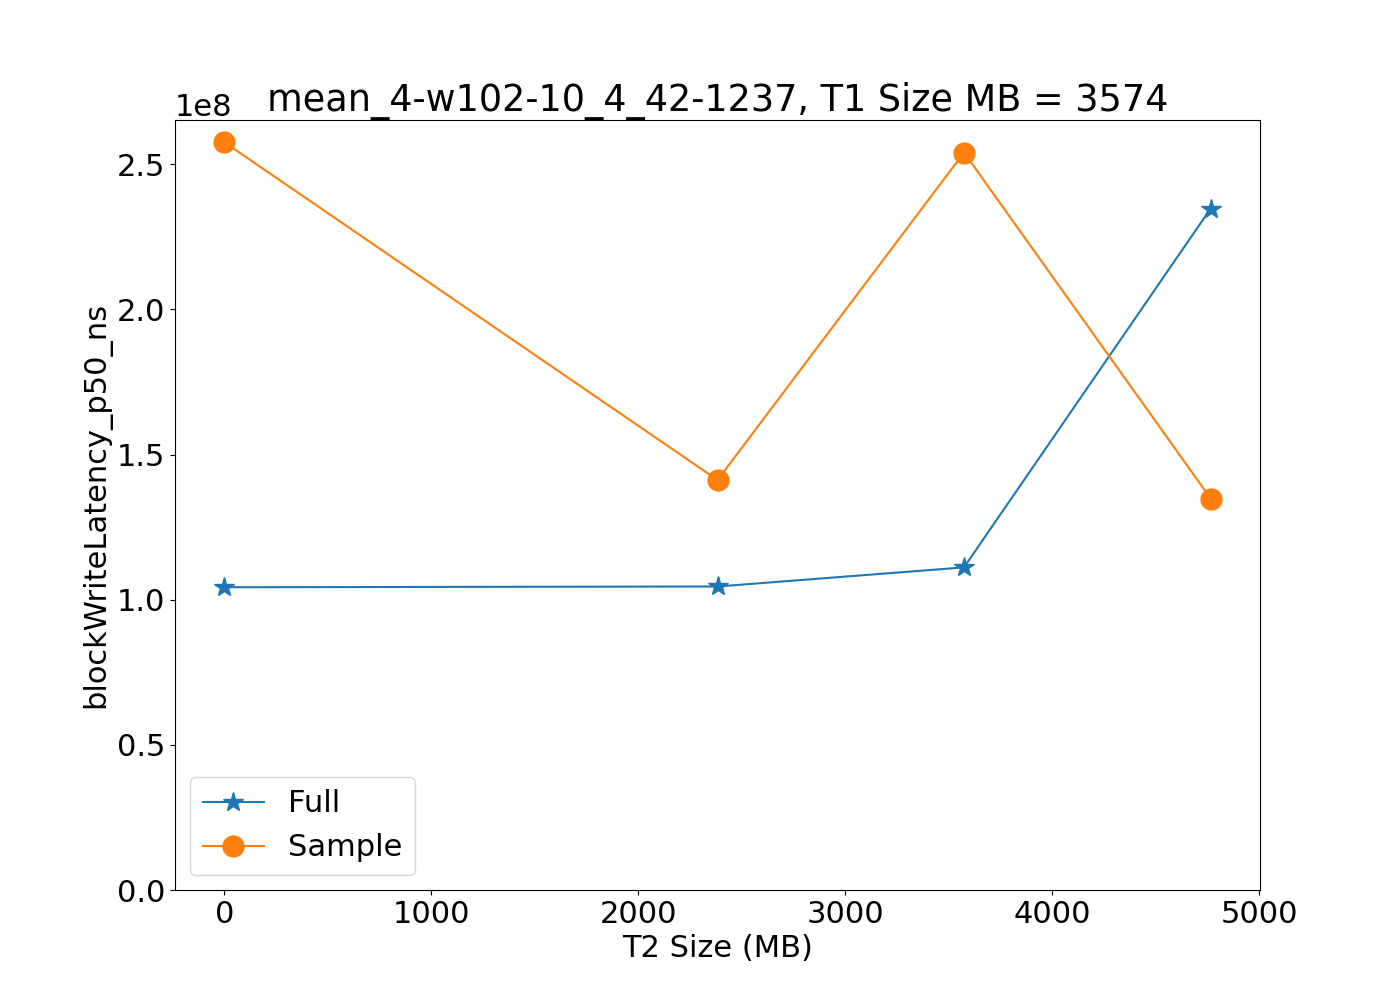 1e8
mean_4-w102-10_4_42-1237, T1 Size MB = 3574
2.5
2.0
1.5
1.0
0.5
0.0
blockWriteLatency_p50_ns
Full
Sample
0 1000 2000 3000 4000 5000
T2 Size (MB)